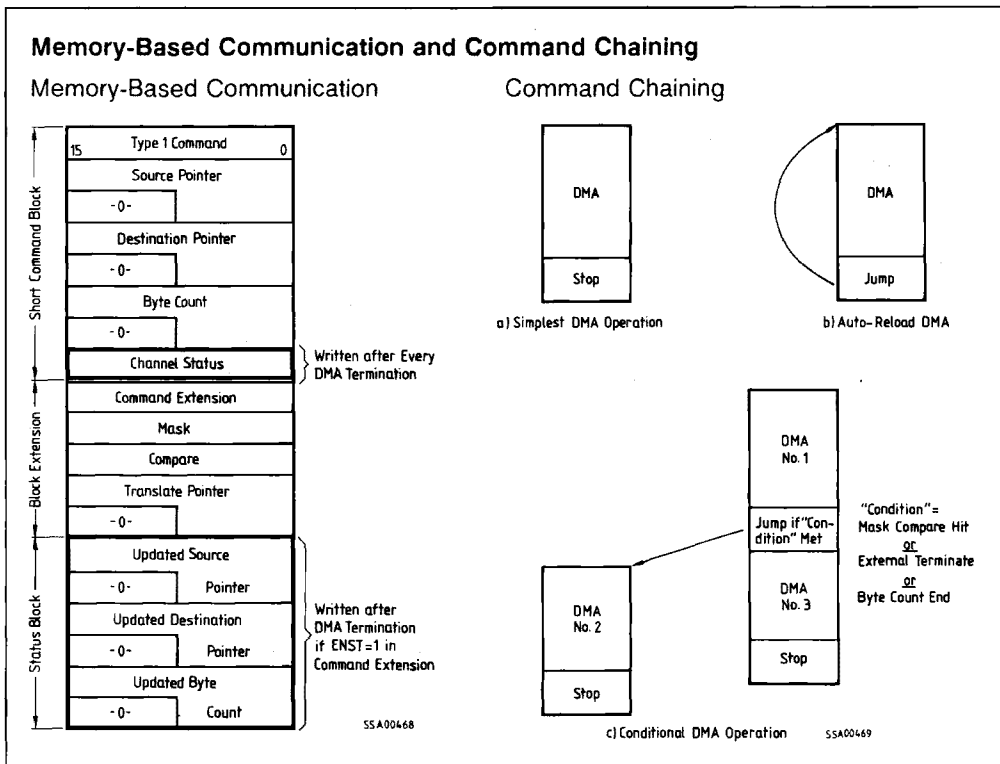 Memory-Based Communication and Command Chaining
Memory-Based Communication
Short Command Block
Block Extension
Status Block
Type 1 Command
15 0
Source Pointer
-0-
Destination Pointer
-0-
Byte Count
-0-
Channel Status
Written after Every
DMA Termination
Command Extension
Mask
Compare
Translate Pointer
-0-
Updated Source
-0- Pointer
Updated Destination
-0- Pointer
Updated Byte
-0- Count
Written after
DMA Termination
if ENST=1 in
Command Extension
SSA00468
Command Chaining
DMA
Stop
a) Simplest DMA Operation
DMA
Jump
b) Auto-Reload DMA
DMA
No. 1
Jump if "Con-
dition" Met
DMA
No. 3
Stop
"Condition"=
Mask Compare Hit
or
External Terminate
or
Byte Count End
DMA
No. 2
Stop
c) Conditional DMA Operation
SSA00469